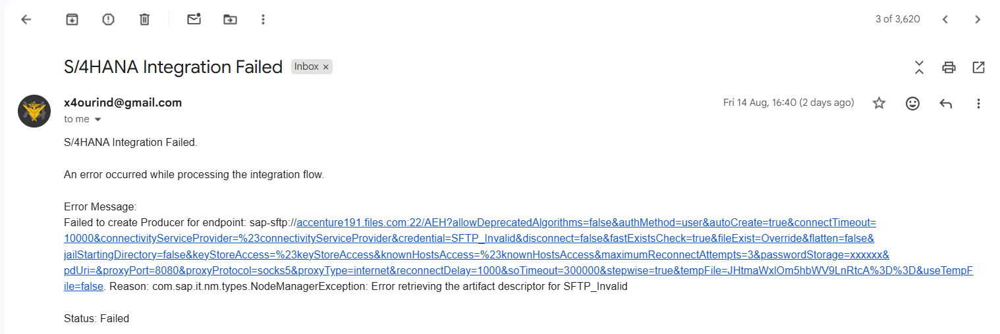 3 of 3,620
S/4HANA Integration Failed
Inbox ×
x4ourind@gmail.com
Fri 14 Aug, 16:40 (2 days ago)
to me
S/4HANA Integration Failed.
An error occurred while processing the integration flow.
Error Message:
Failed to create Producer for endpoint: sap-sftp://accenture191.files.com:22/AEH?allowDeprecatedAlgorithms=false&authMethod=user&autoCreate=true&connectTimeout=
10000&connectivityServiceProvider=%23connectivityServiceProvider&credential=SFTP_Invalid&disconnect=false&fastExistsCheck=true&fileExist=Override&flatten=false&
jailStartingDirectory=false&keyStoreAccess=%23keyStoreAccess&knownHostsAccess=%23knownHostsAccess&maximumReconnectAttempts=3&passwordStorage=xxxxxx&
pdUri=&proxyPort=8080&proxyProtocol=socks5&proxyType=internet&reconnectDelay=1000&soTimeout=300000&stepwise=true&tempFile=JHtmaWxlOm5hbWV9LnRtcA%3D%3D&useTempF
ile=false. Reason: com.sap.it.nm.types.NodeManagerException: Error retrieving the artifact descriptor for SFTP_Invalid
Status: Failed